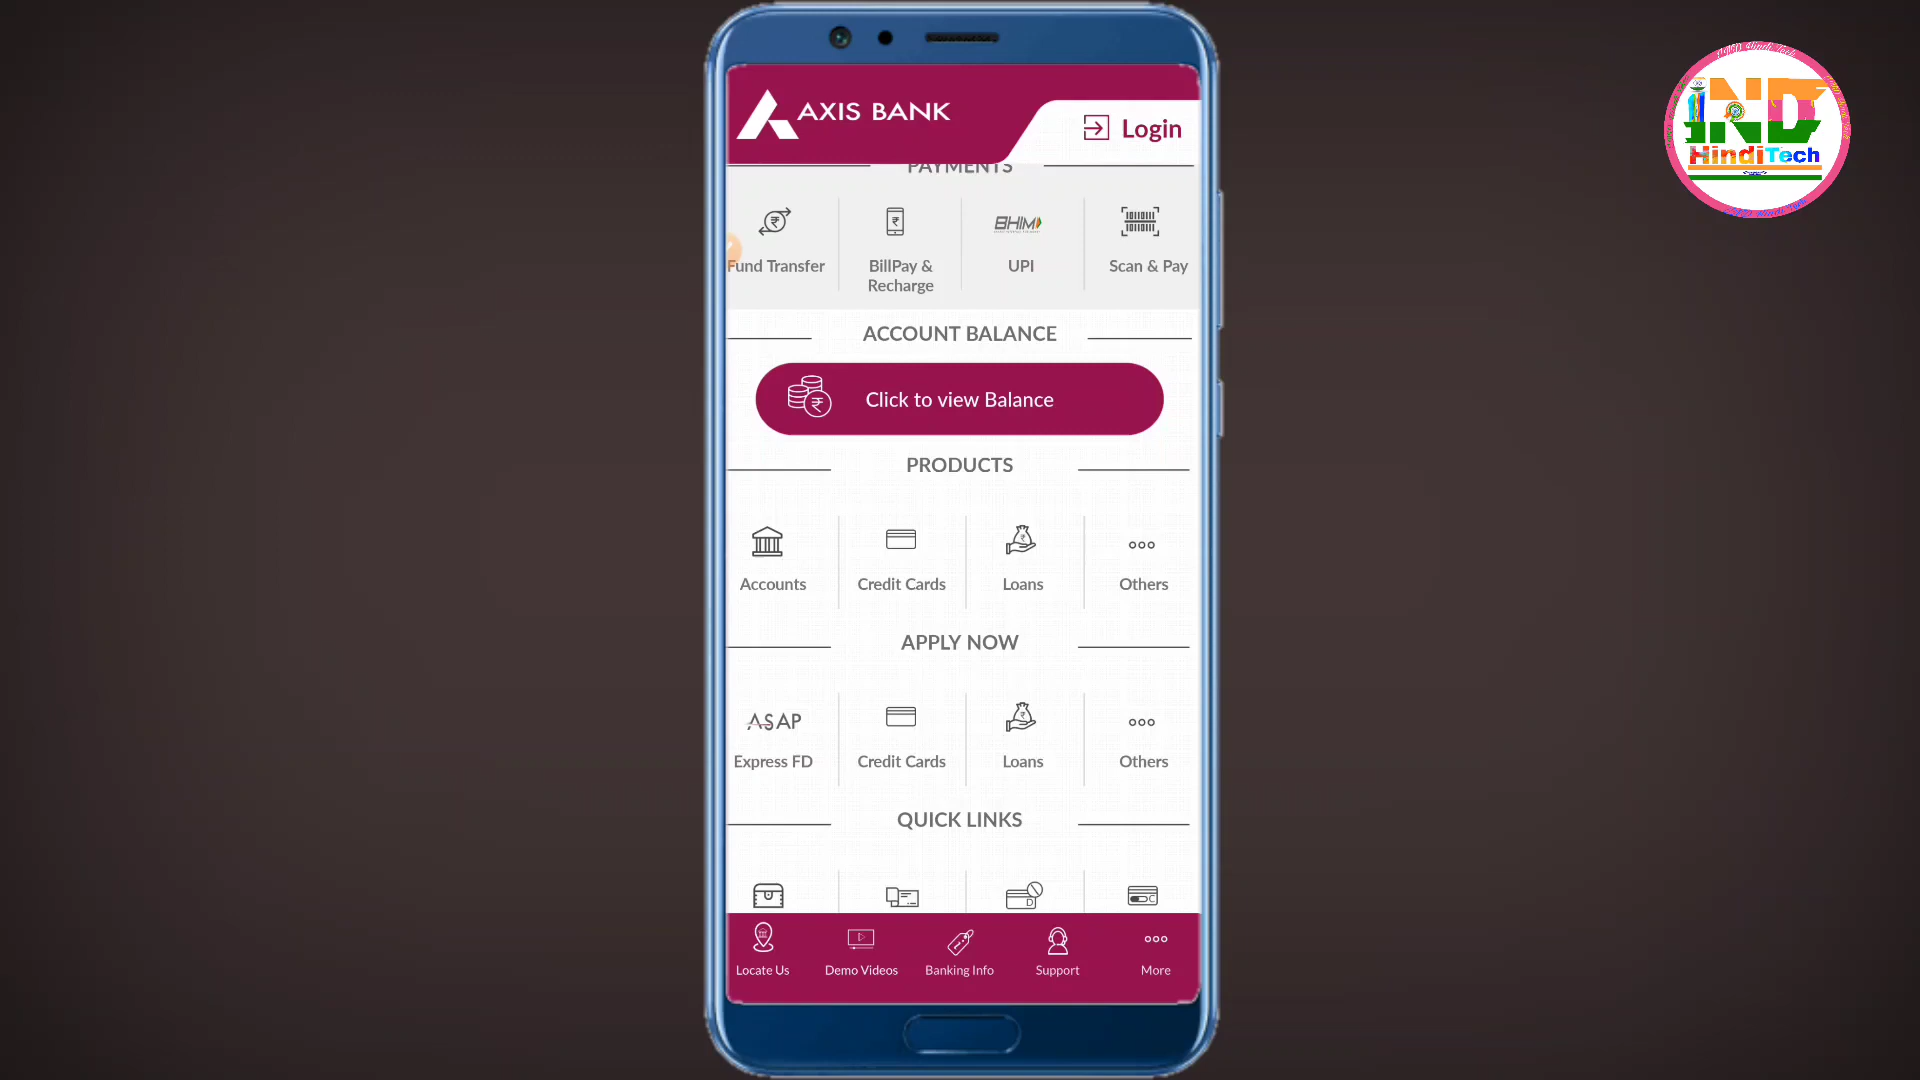 AXIS BANK
Login
PAYMENTS
Fund Transfer
BillPay &
Recharge
BHIM
UPI
Scan & Pay
ACCOUNT BALANCE
Click to view Balance
PRODUCTS
Accounts
Credit Cards
Loans
Others
APPLY NOW
ASAP
Express FD
Credit Cards
Loans
Others
QUICK LINKS
Locate Us
Demo Videos
Banking Info
Support
More
IND
HindiTech